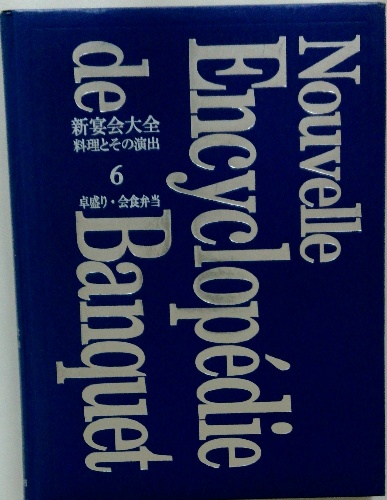 Nouvelle
Encyclopédie
de Banquet
新宴会大全
料理とその演出
6
卓盛り・会食弁当